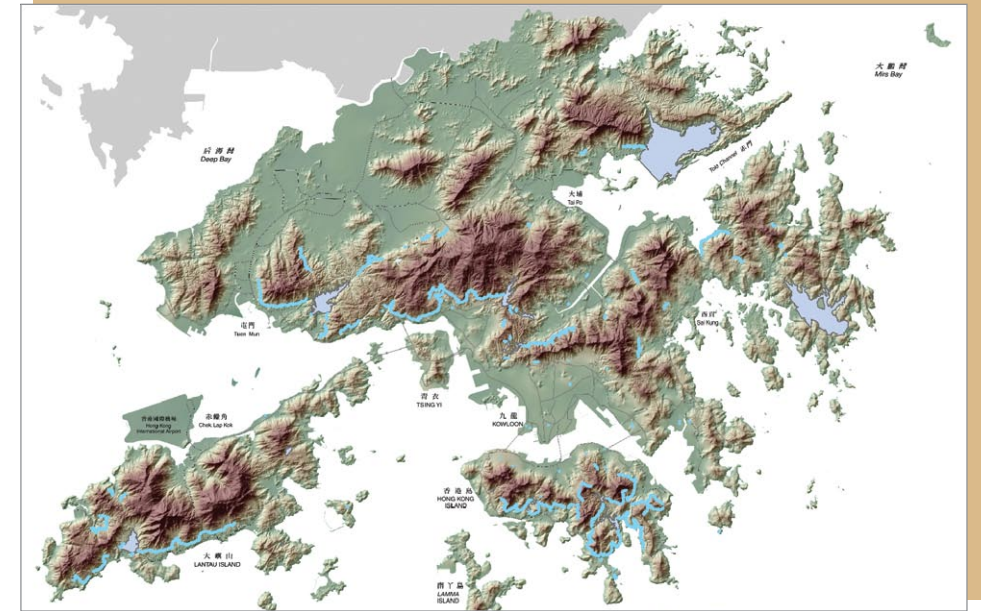 大鵬灣
Mirs Bay
后海灣
Deep Bay
Tolo Channel 赤門
大埔
Tai Po
西貢
Sai Kung
屯門
Tuen Mun
青衣
TSING YI
香港國際機場
Hong Kong
International Airport
赤鱲角
Chek Lap Kok
九龍
KOWLOON
香港島
HONG KONG
ISLAND
大嶼山
LANTAU ISLAND
南丫島
LAMMA
ISLAND